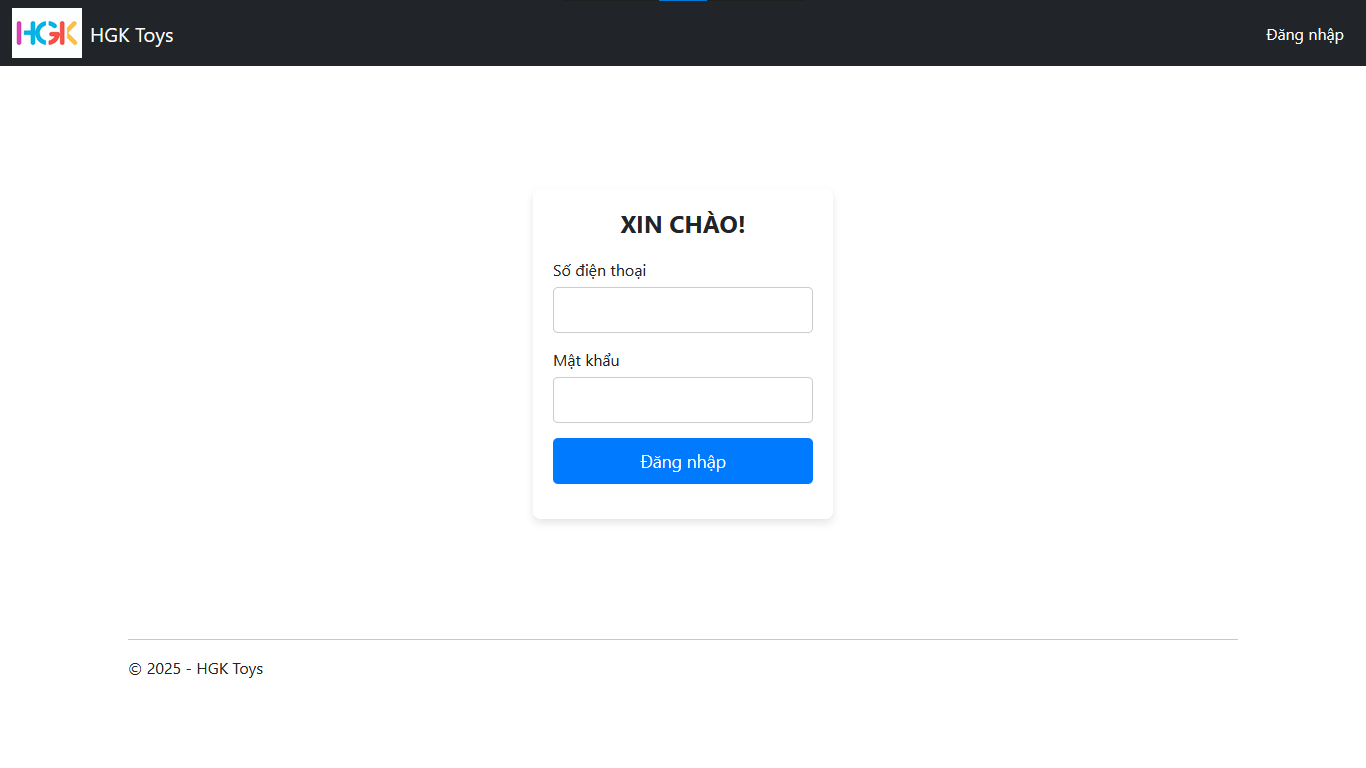 HGK
HGK Toys
Đăng nhập
XIN CHÀO!
Số điện thoại
Mật khẩu
Đăng nhập
© 2025 - HGK Toys